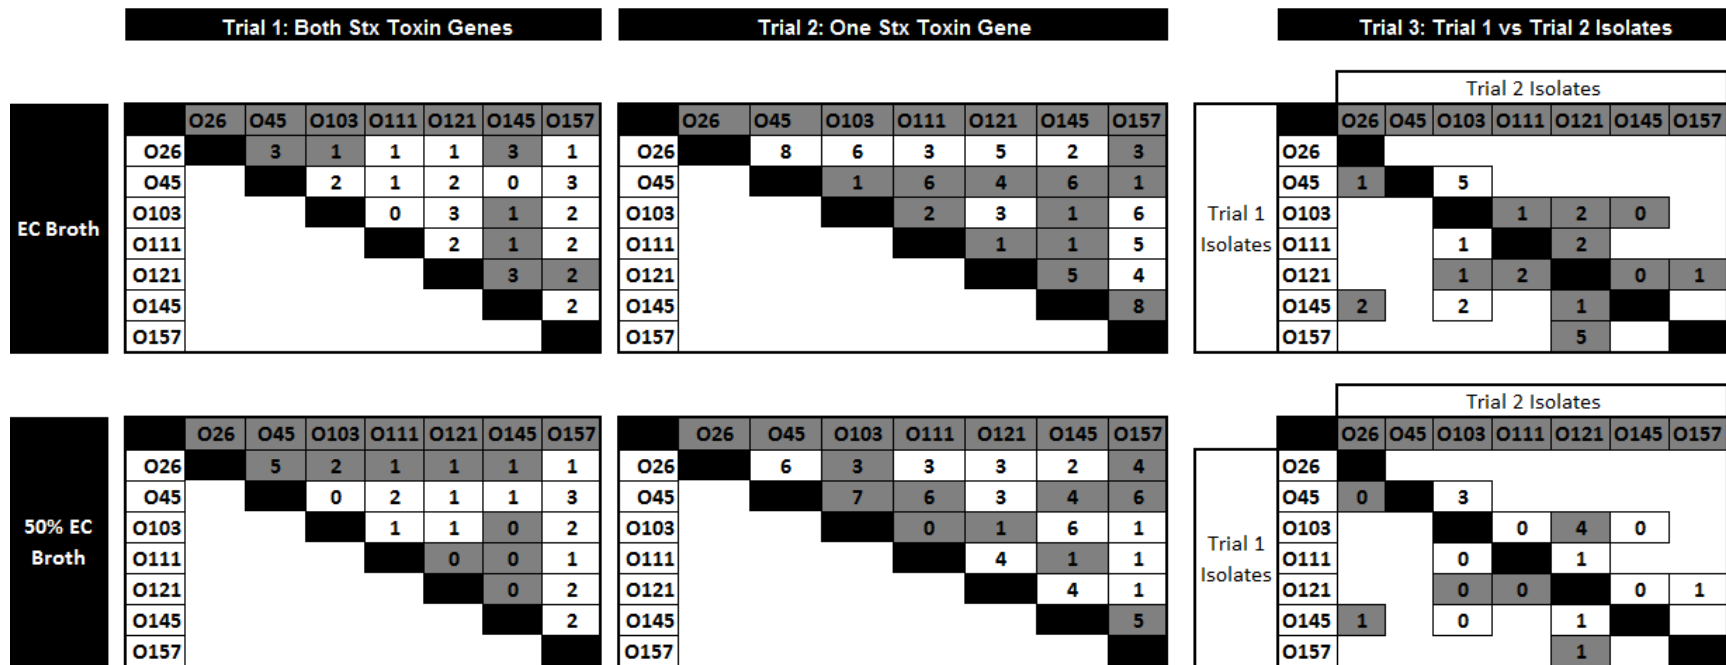 Trial 1: Both Stx Toxin Genes Trial 2: One Stx Toxin Gene Trial 3: Trial 1 vs Trial 2 Isolates
EC Broth
O26 O45 O103 O111 O121 O145 O157
O26 3 1 1 1 3 1
O45 2 1 2 0 3
O103 0 3 1 2
O111 2 1 2
O121 3 2
O145 2
O157
O26 O45 O103 O111 O121 O145 O157
O26 8 6 3 5 2 3
O45 1 6 4 6 1
O103 2 3 1 6
O111 1 1 5
O121 5 4
O145 8
O157
Trial 2 Isolates
Trial 1
Isolates
O26 O45 O103 O111 O121 O145 O157
O26
O45 1 5
O103 1 2 0
O111 1 2
O121 1 2 0 1
O145 2 2 1
O157 5
50% EC
Broth
O26 O45 O103 O111 O121 O145 O157
O26 5 2 1 1 1 1
O45 0 2 1 1 3
O103 1 1 0 2
O111 0 0 1
O121 0 2
O145 2
O157
O26 O45 O103 O111 O121 O145 O157
O26 6 3 3 3 2 4
O45 7 6 3 4 6
O103 0 1 6 1
O111 4 1 1
O121 4 1
O145 5
O157
Trial 2 Isolates
Trial 1
Isolates
O26 O45 O103 O111 O121 O145 O157
O26
O45 0 3
O103 0 4 0
O111 0 1
O121 0 0 0 1
O145 1 0 1
O157 1